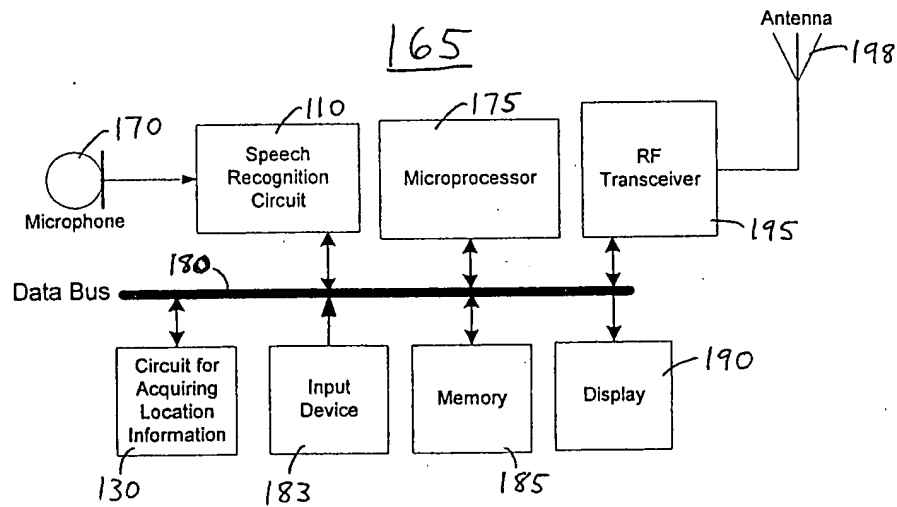 165
Antenna
198
170
110
175
Speech
Recognition
Circuit
Microprocessor
RF
Transceiver
Microphone
195
180
Data Bus
Circuit for
Acquiring
Location
Information
Input
Device
Memory
Display
190
130
183
185